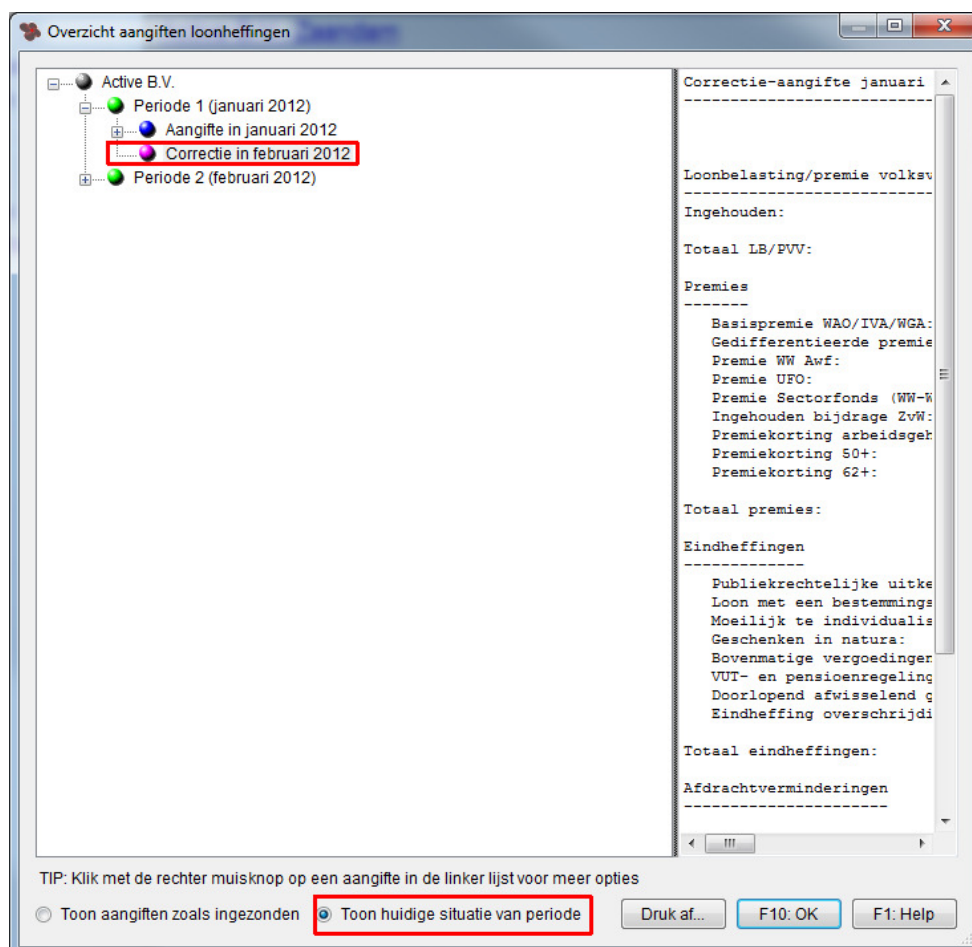 Overzicht aangiften loonheffingen
Active B.V.
Periode 1 (januari 2012)
Aangifte in januari 2012
Correctie in februari 2012
Periode 2 (februari 2012)
Correctie-aangifte januari
Loonbelasting/premie volksv
Ingehouden:
Totaal LB/PVV:
Premies
Basispremie WAO/IVA/WGA:
Gedifferentieerde premie
Premie WW Awf:
Premie UFO:
Premie Sectorfonds (WW-W
Ingehouden bijdrage ZvW:
Premiekorting arbeidsgeh
Premiekorting 50+:
Premiekorting 62+:
Totaal premies:
Eindheffingen
Publiekrechtelijke uitke
Loon met een bestemmings
Moeilijk te individualis
Geschenken in natura:
Bovenmatige vergoedingen
VUT- en pensioenregeling
Doorlopend afwisselend g
Eindheffing overschrijdi
Totaal eindheffingen:
Afdrachtverminderingen
TIP: Klik met de rechter muisknop op een aangifte in de linker lijst voor meer opties
Toon aangiften zoals ingezonden Toon huidige situatie van periode Druk af... F10: OK F1: Help